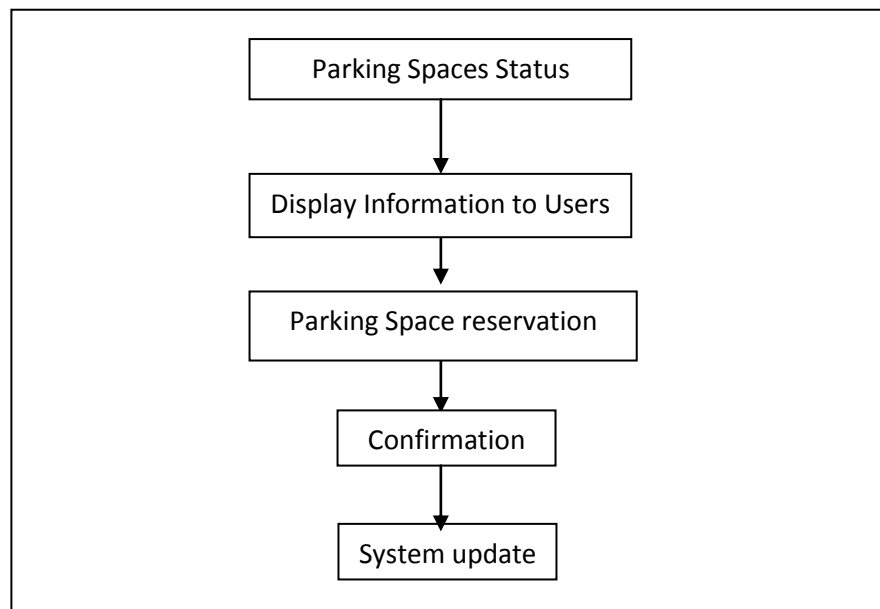 Parking Spaces Status
Display Information to Users
Parking Space reservation
Confirmation
System update